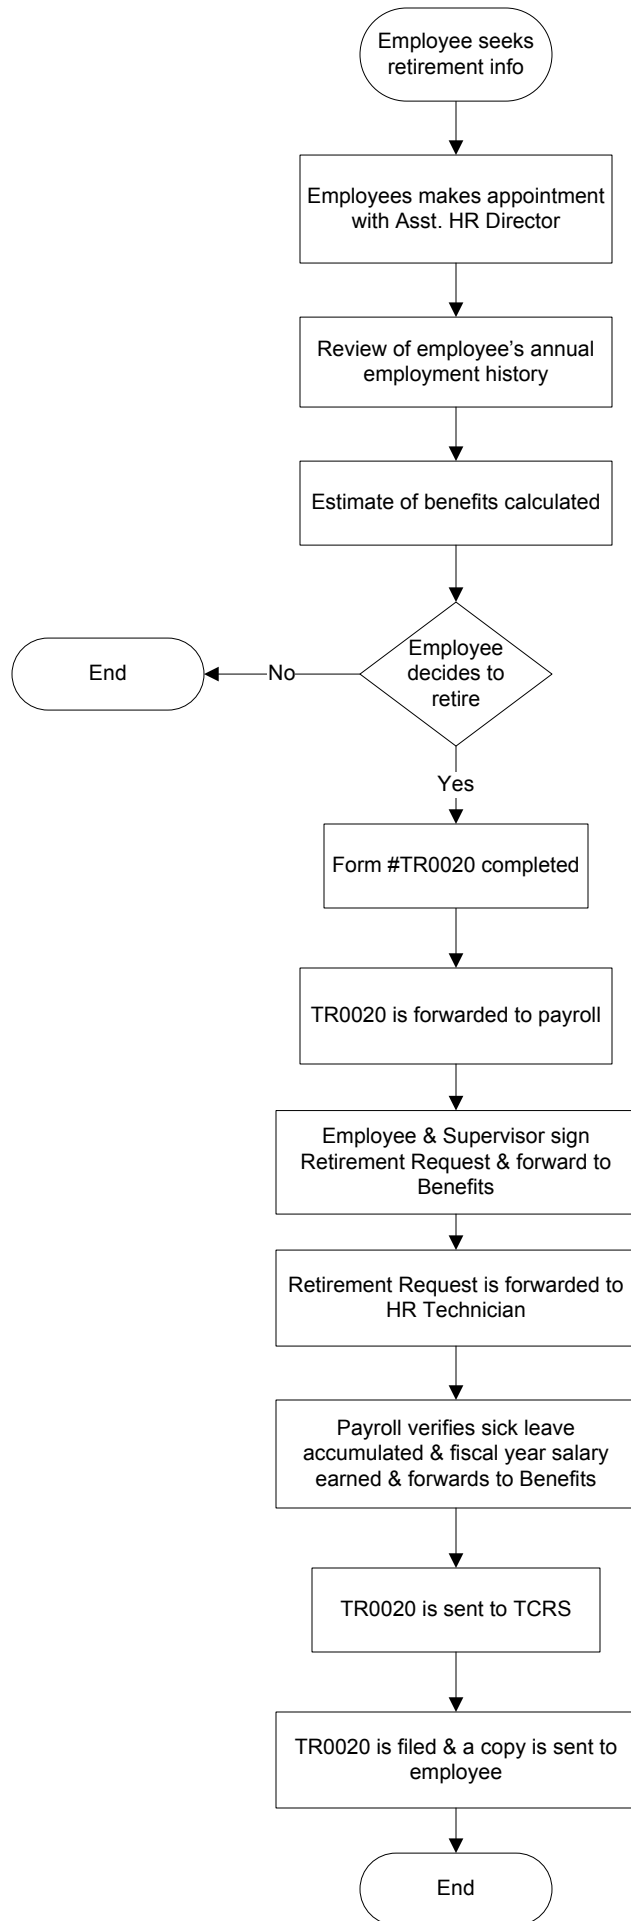 Employee seeks
retirement info
Employees makes appointment
with Asst. HR Director
Review of employee's annual
employment history
Estimate of benefits calculated
Employee
decides to
retire
No
End
Yes
Form #TR0020 completed
TR0020 is forwarded to payroll
Employee & Supervisor sign
Retirement Request & forward to
Benefits
Retirement Request is forwarded to
HR Technician
Payroll verifies sick leave
accumulated & fiscal year salary
earned & forwards to Benefits
TR0020 is sent to TCRS
TR0020 is filed & a copy is sent to
employee
End